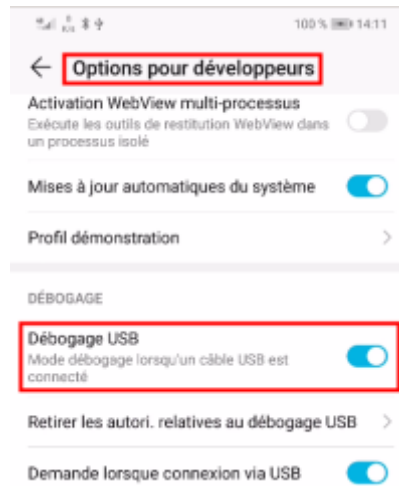 100 % 14:11
Options pour développeurs
Activation WebView multi-processus
Exécute les outils de restitution WebView dans
un processus isolé
Mises à jour automatiques du système
Profil démonstration
DÉBOGAGE
Débogage USB
Mode débogage lorsqu'un câble USB est
connecté
Retirer les autori. relatives au débogage USB
Demande lorsque connexion via USB